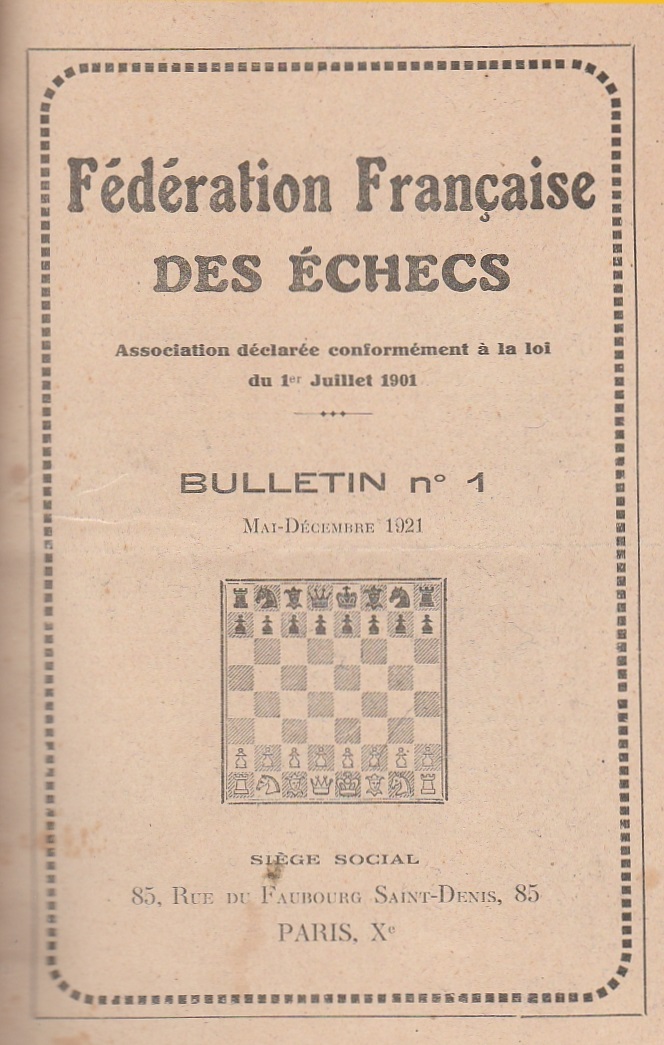 Fédération Française
DES ÉCHECS
Association déclarée conformément à la loi
du 1er Juillet 1901
BULLETIN n° 1
MAI-DÉCEMBRE 1921
SIÈGE SOCIAL
85, RUE DU FAUBOURG SAINT-DENIS, 85
PARIS, Xe